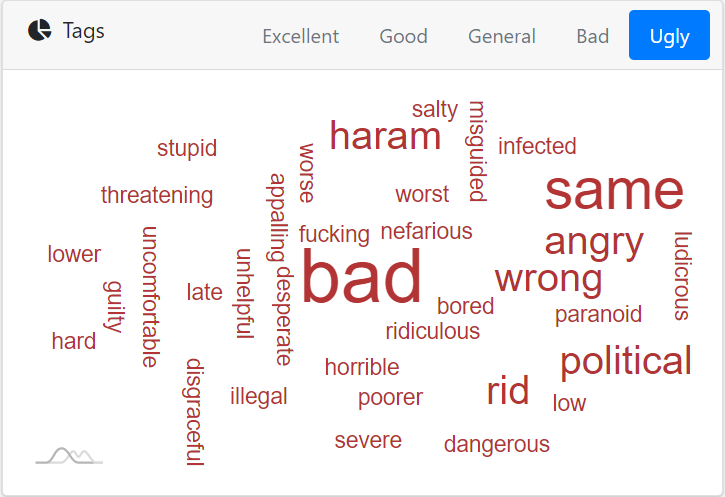 Tags
Excellent Good General Bad Ugly
salty
misguided
haram
infected
stupid
worse
appalling
worst
same
threatening
fucking
nefarious
angry
ludicrous
lower
uncomfortable
unhelpful
desperate
bad
wrong
guilty
late
bored
paranoid
hard
ridiculous
disgraceful
horrible
political
illegal
poorer
rid
low
severe
dangerous